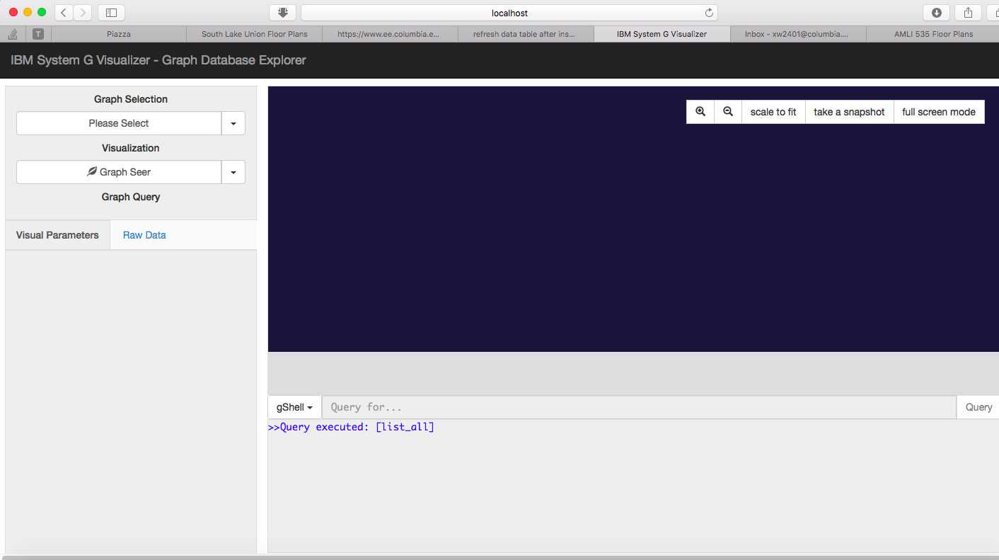 localhost
T
Piazza
South Lake Union Floor Plans
https://www.ee.columbia.e...
refresh data table after ins...
IBM System G Visualizer
Inbox - xw2401@columbia....
AMLI 535 Floor Plans
IBM System G Visualizer - Graph Database Explorer
Graph Selection
Please Select
Visualization
Graph Seer
Graph Query
Visual Parameters
Raw Data
scale to fit
take a snapshot
full screen mode
gShell
Query for...
Query
>>Query executed: [list_all]